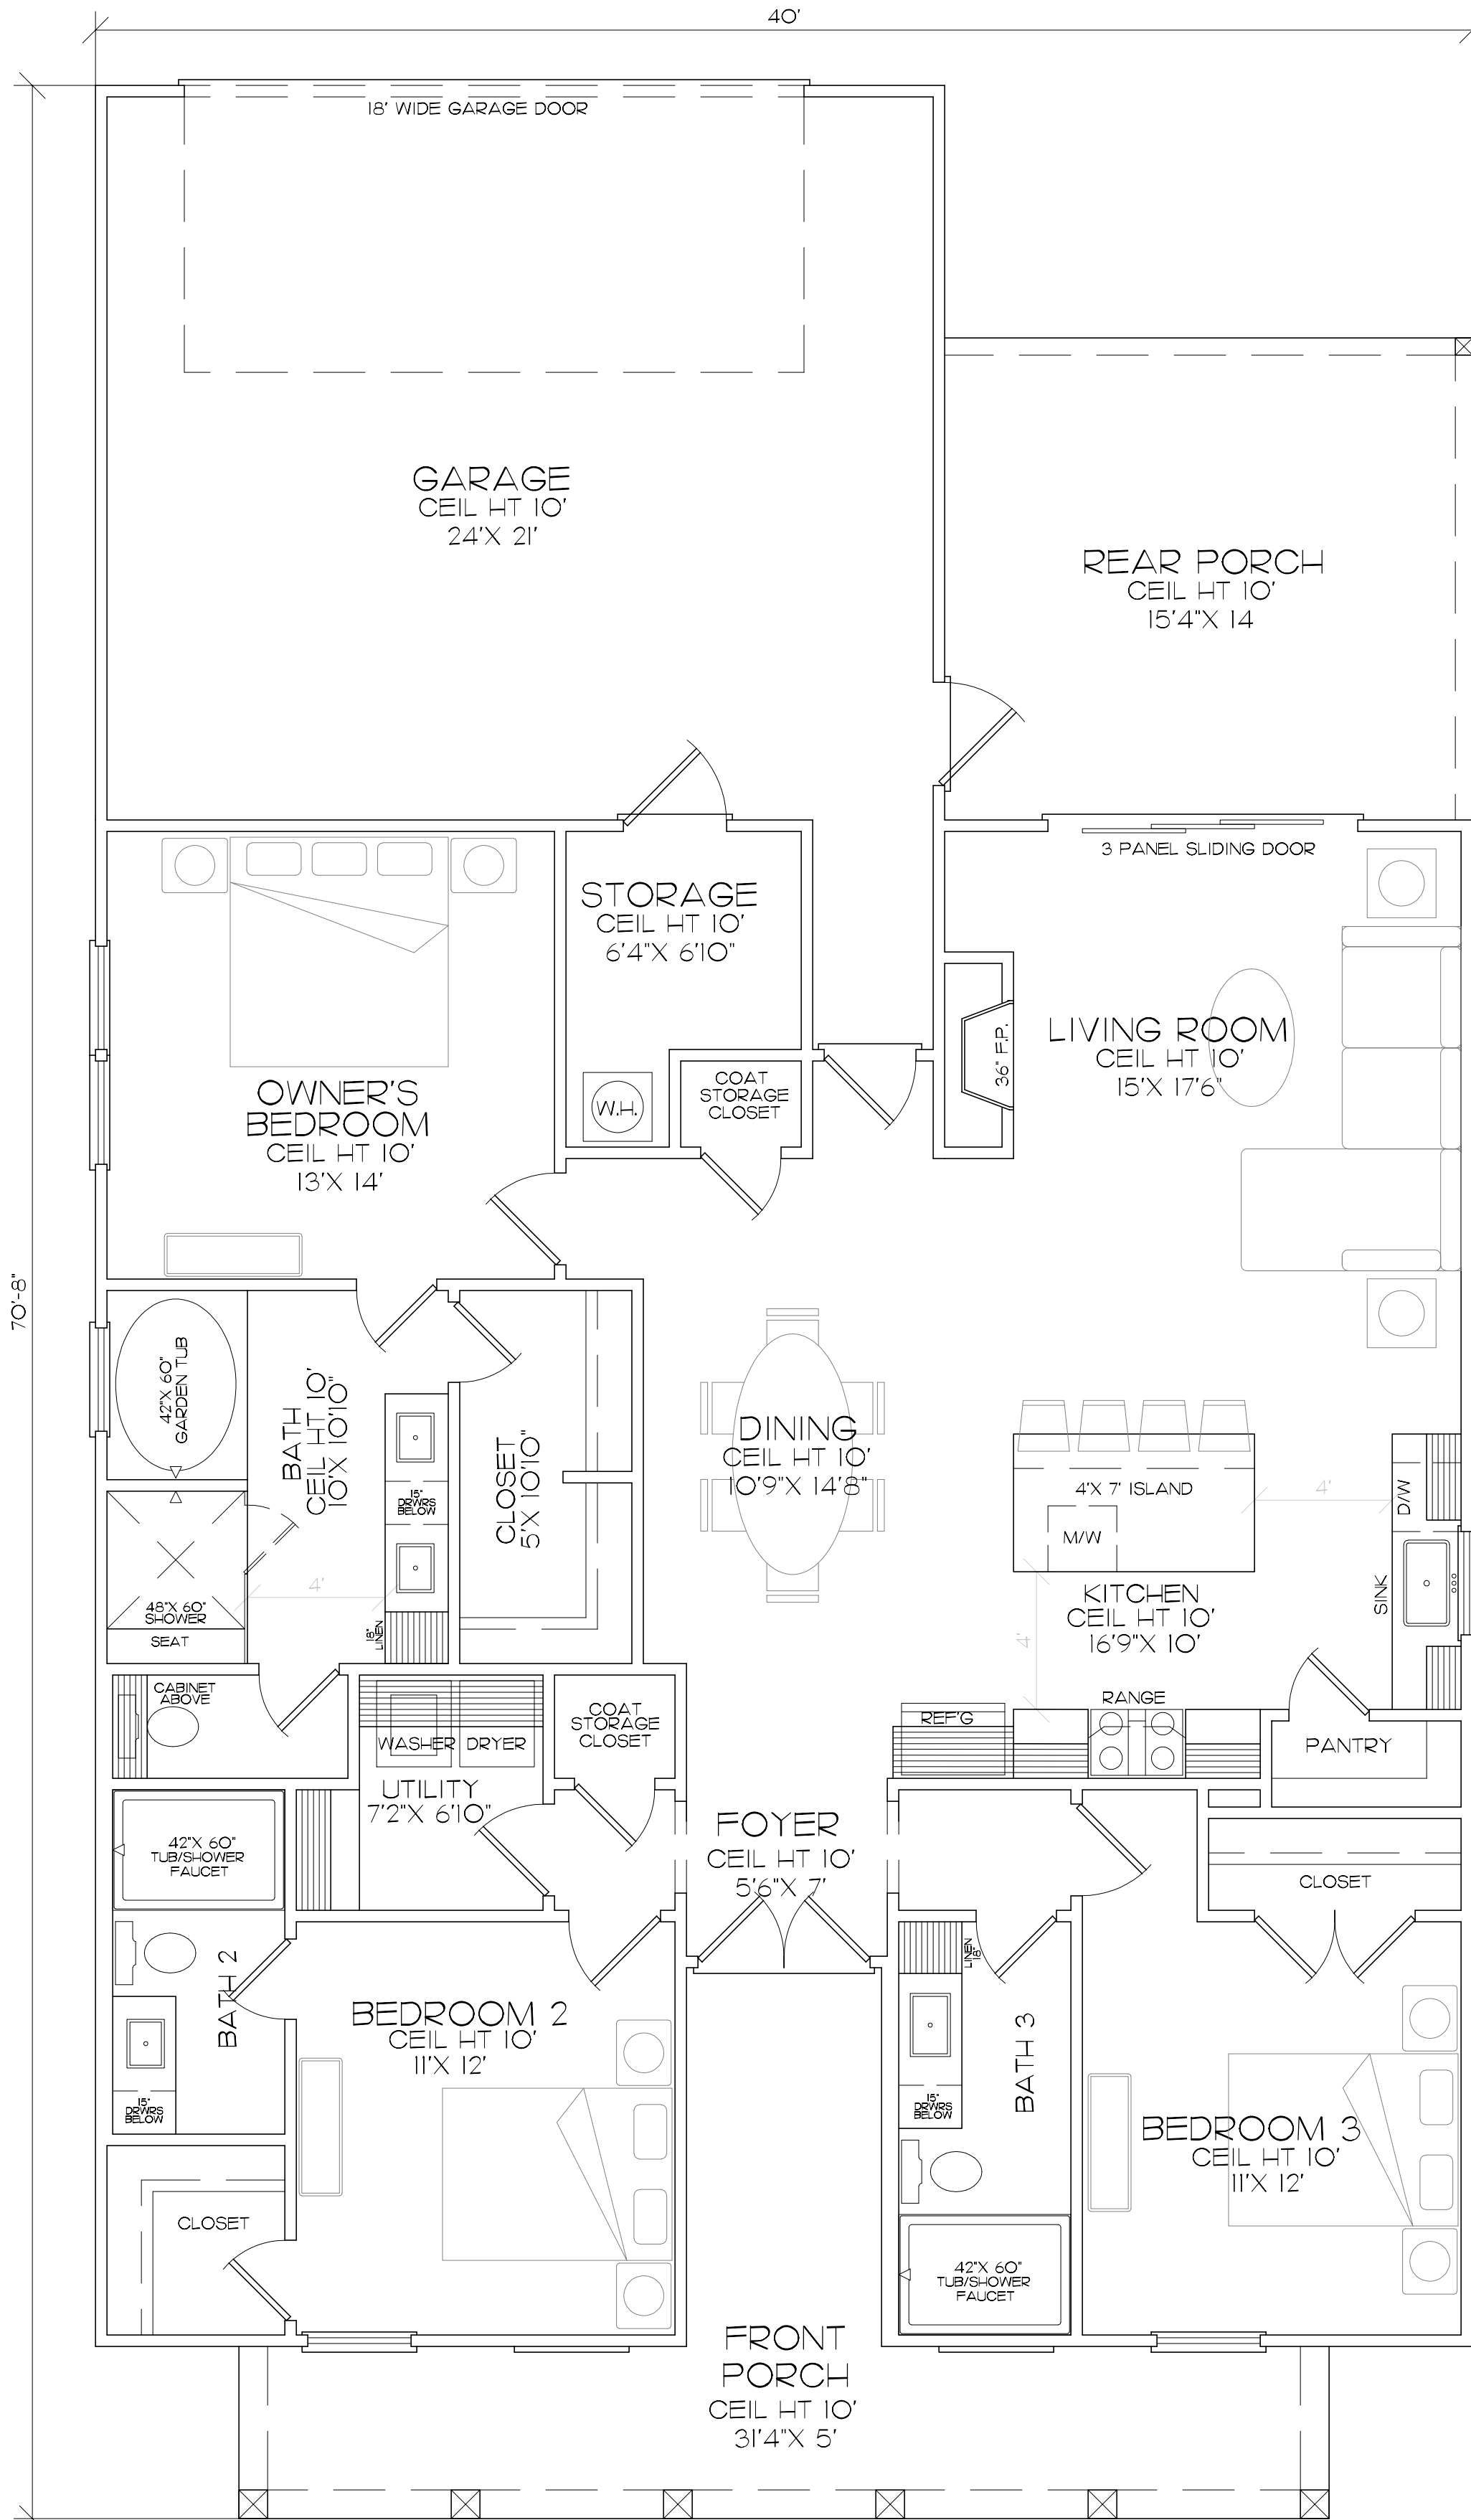 40'
18' WIDE GARAGE DOOR
GARAGE
CEIL HT 10'
24'X 21'
REAR PORCH
CEIL HT 10'
15'4"X 14
3 PANEL SLIDING DOOR
STORAGE
CEIL HT 10'
6'4"X 6'10"
W.H.
COAT
STORAGE
CLOSET
36" F.P.
LIVING ROOM
CEIL HT 10'
15'X 17'6"
OWNER'S
BEDROOM
CEIL HT 10'
13'X 14'
70'-8"
42"X 60"
GARDEN TUB
BATH
CEIL HT 10'
10'X 10'10"
15"
DRWRS
BELOW
CLOSET
5'X 10'10"
DINING
CEIL HT 10'
10'9"X 14'8"
4'X 7' ISLAND
M/W
4'
D/W
SINK
KITCHEN
CEIL HT 10'
16'9"X 10'
4'
48"X 60"
SHOWER
SEAT
4'
18"
LINEN
CABINET
ABOVE
WASHER
DRYER
UTILITY
7'2"X 6'10"
COAT
STORAGE
CLOSET
REF'G
RANGE
PANTRY
42"X 60"
TUB/SHOWER
FAUCET
FOYER
CEIL HT 10'
5'6"X 7'
CLOSET
LINEN
18"
BATH 2
BEDROOM 2
CEIL HT 10'
11'X 12'
15"
DRWRS
BELOW
BATH 3
15"
DRWRS
BELOW
BEDROOM 3
CEIL HT 10'
11'X 12'
CLOSET
42"X 60"
TUB/SHOWER
FAUCET
FRONT
PORCH
CEIL HT 10'
31'4"X 5'